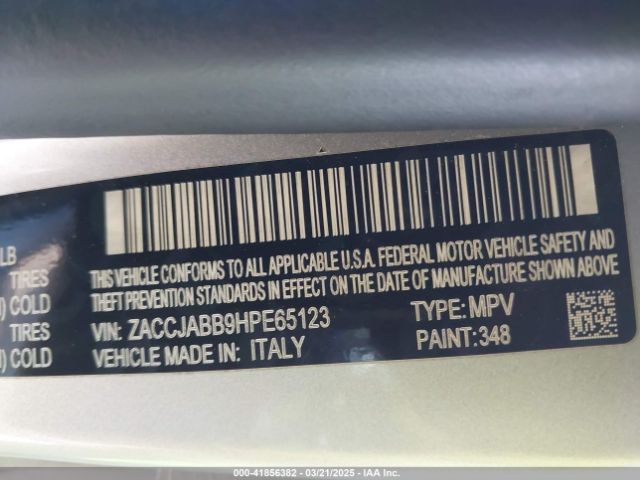 LB
TIRES
) COLD
TIRES
) COLD
THIS VEHICLE CONFORMS TO ALL APPLICABLE U.S.A. FEDERAL MOTOR VEHICLE SAFETY AND
THEFT PREVENTION STANDARDS IN EFFECT ON THE DATE OF MANUFACTURE SHOWN ABOVE
VIN: ZACCJABB9HPE65123 TYPE: MPV
VEHICLE MADE IN: ITALY PAINT: 348
000-41856382 | 03/21/2025 | IAA Inc.